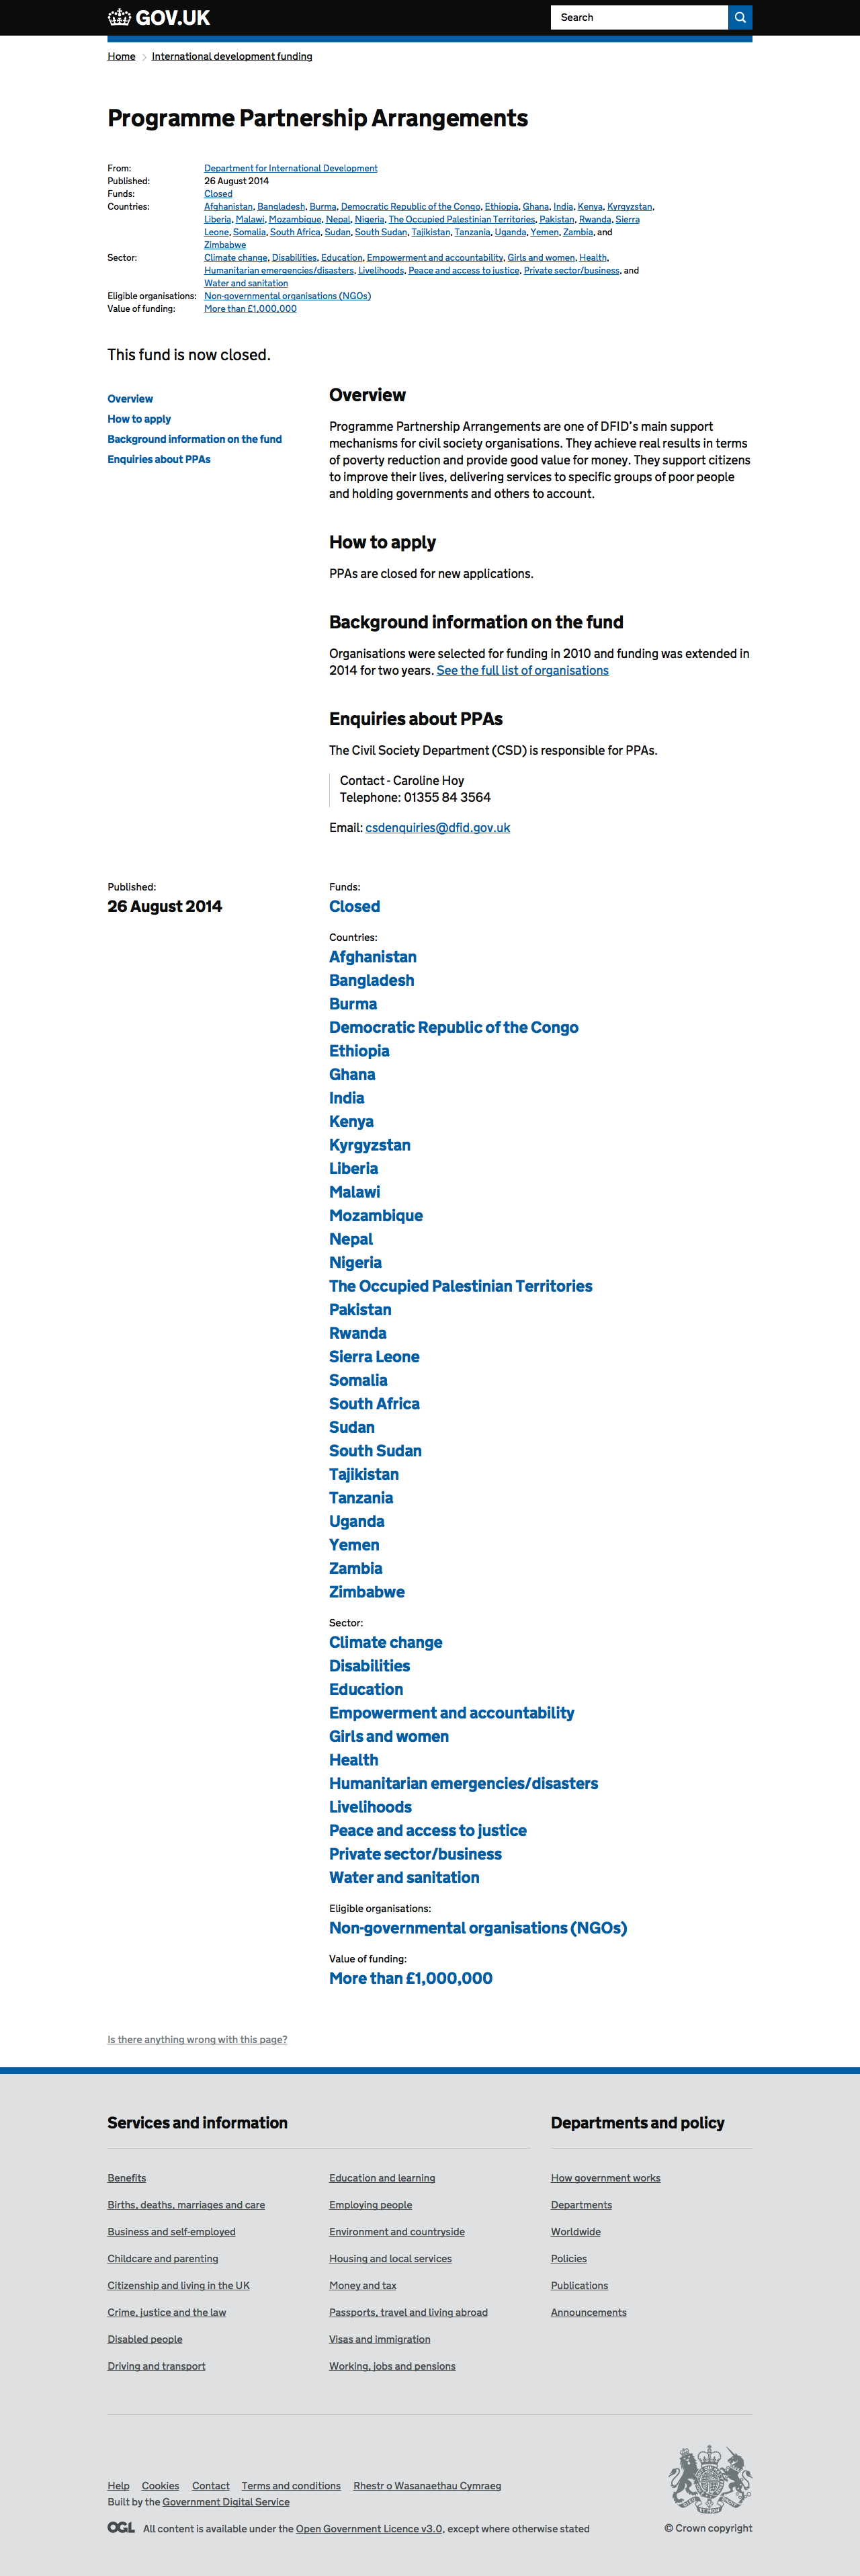 GOV.UK
Search
Home > International development funding
Programme Partnership Arrangements
From: Department for International Development
Published: 26 August 2014
Funds: Closed
Countries: Afghanistan, Bangladesh, Burma, Democratic Republic of the Congo, Ethiopia, Ghana, India, Kenya, Kyrgyzstan,
Liberia, Malawi, Mozambique, Nepal, Nigeria, The Occupied Palestinian Territories, Pakistan, Rwanda, Sierra
Leone, Somalia, South Africa, Sudan, South Sudan, Tajikistan, Tanzania, Uganda, Yemen, Zambia, and
Zimbabwe
Sector: Climate change, Disabilities, Education, Empowerment and accountability, Girls and women, Health,
Humanitarian emergencies/disasters, Livelihoods, Peace and access to justice, Private sector/business, and
Water and sanitation
Eligible organisations: Non-governmental organisations (NGOs)
Value of funding: More than £1,000,000
This fund is now closed.
Overview
How to apply
Background information on the fund
Enquiries about PPAs
Overview
Programme Partnership Arrangements are one of DFID's main support
mechanisms for civil society organisations. They achieve real results in terms
of poverty reduction and provide good value for money. They support citizens
to improve their lives, delivering services to specific groups of poor people
and holding governments and others to account.
How to apply
PPAs are closed for new applications.
Background information on the fund
Organisations were selected for funding in 2010 and funding was extended in
2014 for two years. See the full list of organisations
Enquiries about PPAs
The Civil Society Department (CSD) is responsible for PPAs.
Contact - Caroline Hoy
Telephone: 01355 84 3564
Email: csdenquiries@dfid.gov.uk
Published:
26 August 2014
Funds:
Closed
Countries:
Afghanistan
Bangladesh
Burma
Democratic Republic of the Congo
Ethiopia
Ghana
India
Kenya
Kyrgyzstan
Liberia
Malawi
Mozambique
Nepal
Nigeria
The Occupied Palestinian Territories
Pakistan
Rwanda
Sierra Leone
Somalia
South Africa
Sudan
South Sudan
Tajikistan
Tanzania
Uganda
Yemen
Zambia
Zimbabwe
Sector:
Climate change
Disabilities
Education
Empowerment and accountability
Girls and women
Health
Humanitarian emergencies/disasters
Livelihoods
Peace and access to justice
Private sector/business
Water and sanitation
Eligible organisations:
Non-governmental organisations (NGOs)
Value of funding:
More than £1,000,000
Is there anything wrong with this page?
Services and information
Benefits
Births, deaths, marriages and care
Business and self-employed
Childcare and parenting
Citizenship and living in the UK
Crime, justice and the law
Disabled people
Driving and transport
Education and learning
Employing people
Environment and countryside
Housing and local services
Money and tax
Passports, travel and living abroad
Visas and immigration
Working, jobs and pensions
Departments and policy
How government works
Departments
Worldwide
Policies
Publications
Announcements
Help Cookies Contact Terms and conditions Rhestr o Wasanaethau Cymraeg
Built by the Government Digital Service
OGL All content is available under the Open Government Licence v3.0, except where otherwise stated
© Crown copyright